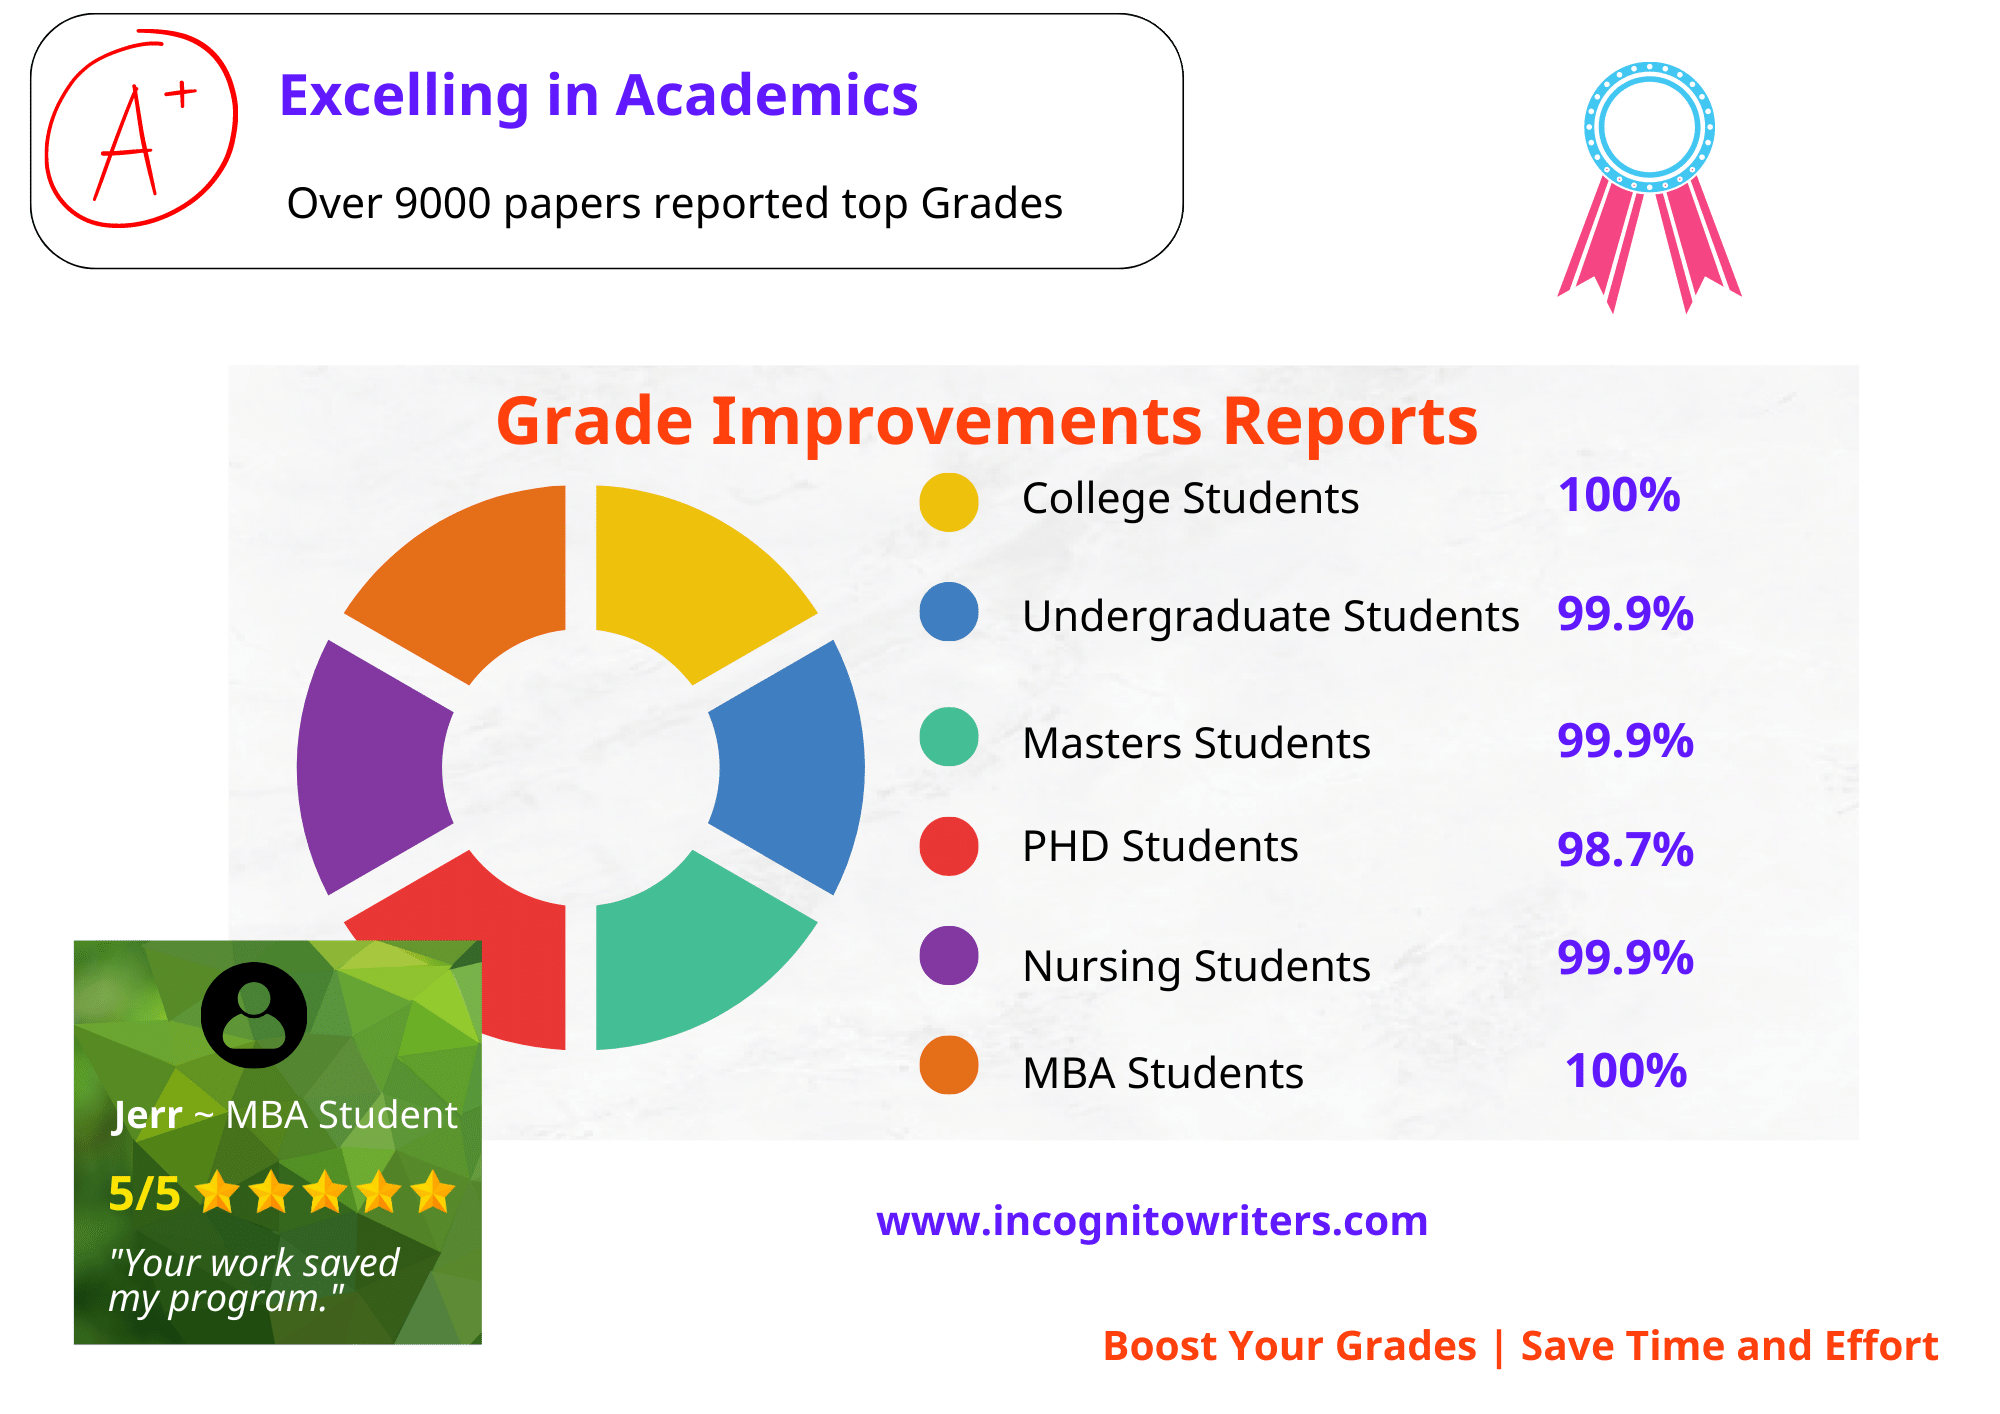 A+
Excelling in Academics
Over 9000 papers reported top Grades
Grade Improvements Reports
College Students 100%
Undergraduate Students 99.9%
Masters Students 99.9%
PHD Students 98.7%
Nursing Students 99.9%
MBA Students 100%
Jerr ~ MBA Student
5/5
"Your work saved
my program."
www.incognitowriters.com
Boost Your Grades | Save Time and Effort